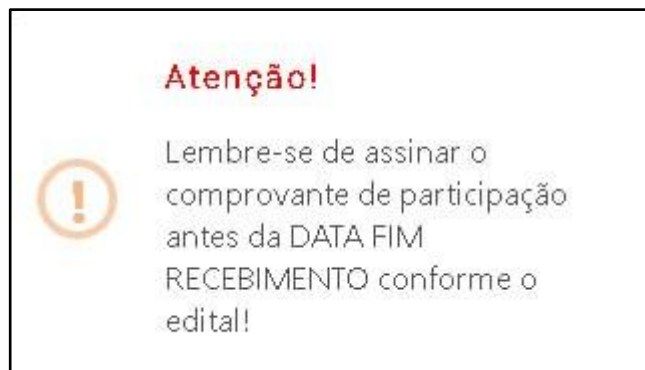 Atenção!
Lembre-se de assinar o
comprovante de participação
antes da DATA FIM
RECEBIMENTO conforme o
edital!